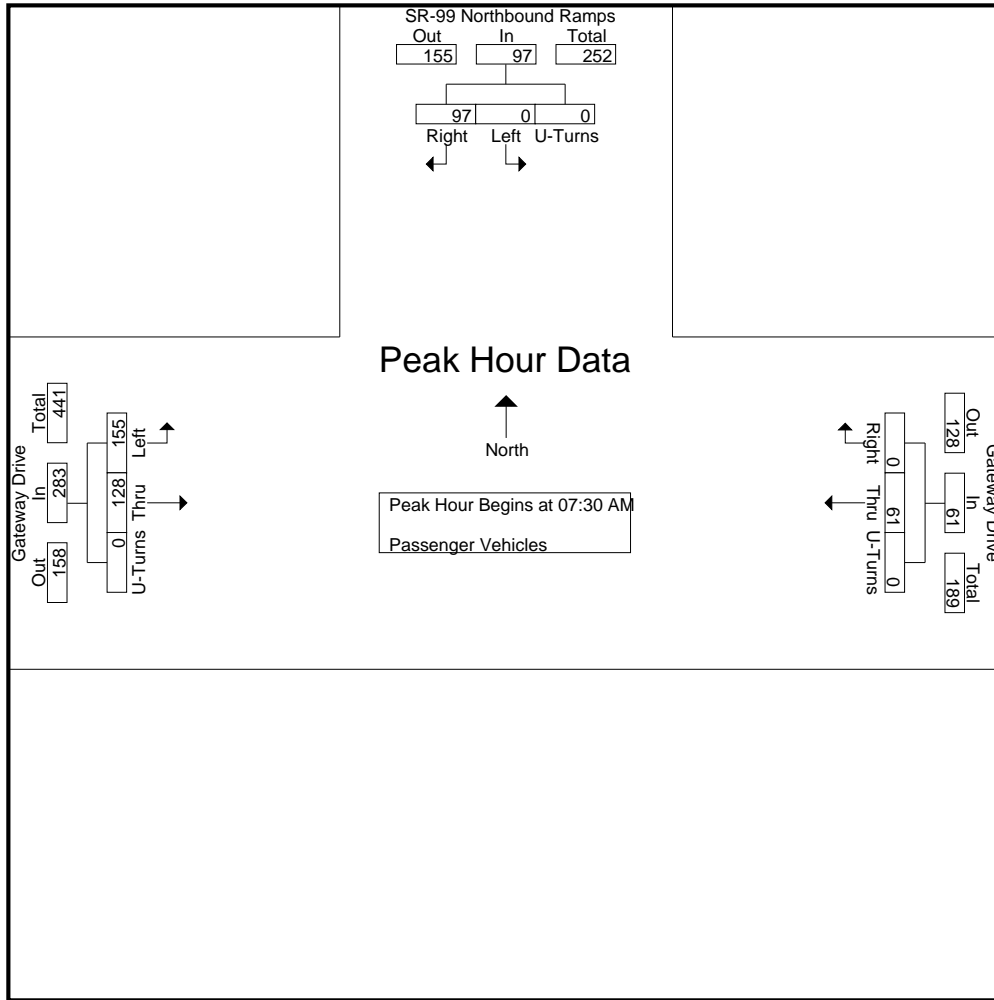 SR-99 Northbound Ramps
Out In Total
155 97 252
97 0 0
Right Left U-Turns
Peak Hour Data
North
Peak Hour Begins at 07:30 AM
Passenger Vehicles
Gateway Drive
Out In Total
158 283 441
0 128 155
U-Turns Thru Left
Gateway Drive
Out In Total
128 61 189
0 61 0
Right Thru U-Turns